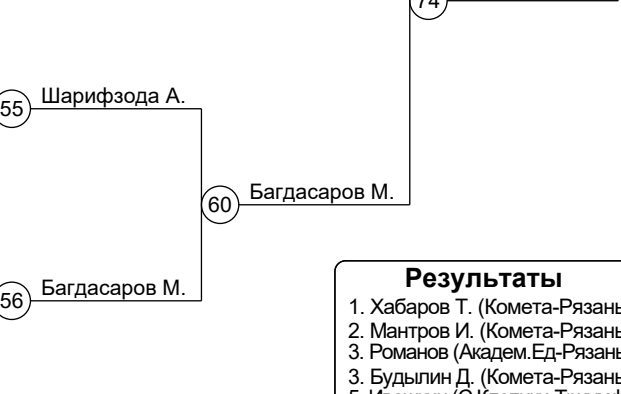 74
Шарифзода А.
55
Багдасаров М.
60
Багдасаров М.
56
Результаты
1. Хабаров Т. (Комета-Рязань
2. Мантров И. (Комета-Рязань
3. Романов (Академ.Ед-Рязань
3. Будылин Д. (Комета-Рязань